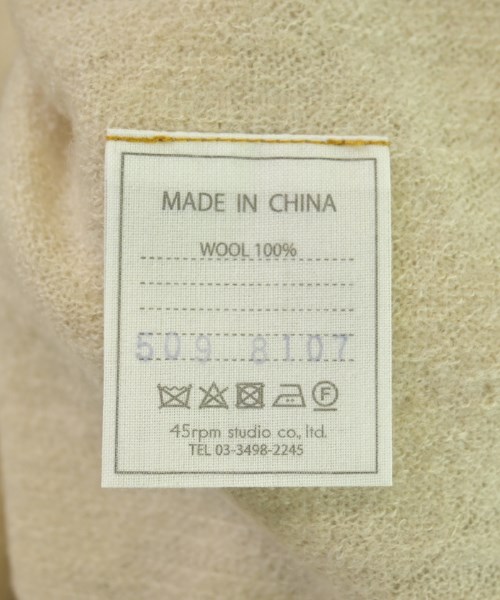 MADE IN CHINA
WOOL 100%
509 8107
45rpm studio co., ltd.
TEL 03-3498-2245